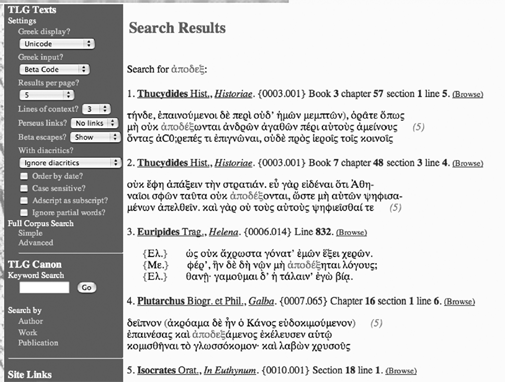 TLG Texts
Settings
Greek display?
Unicode
Greek input?
Beta Code
Results per page?
5
Lines of context? 3
Perseus links? No links
Beta escapes? Show
With diacritics?
Ignore diacritics
Order by date?
Case sensitive?
Adscript as subscript?
Ignore partial words?
Full Corpus Search
Simple
Advanced
TLG Canon
Keyword Search
Go
Search by
Author
Work
Publication
Site Links
Search Results
Search for ἀποδεξ:
1. Thucydides Hist., Historiae. {0003.001} Book 3 chapter 57 section 1 line 5. (Browse)
τήνδε, ἐπαινούμενοι δὲ περὶ οὐδ' ἡμῶν μεμπτῶν), ὁρᾶτε ὅπως
μὴ οὐκ ἀποδέξωνται ἀνδρῶν ἀγαθῶν πέρι αὐτοὺς ἀμείνους (5)
ὄντας ἀπρεπές τι ἐπιγνῶναι, οὐδὲ πρὸς ἱεροῖς τοῖς κοινοῖς
2. Thucydides Hist., Historiae. {0003.001} Book 7 chapter 48 section 3 line 4. (Browse)
οὐκ ἔφη ἀπάξειν τὴν στρατιάν. εὖ γὰρ εἰδέναι ὅτι Ἀθη-
ναῖοι σφῶν ταῦτα οὐκ ἀποδέξονται, ὥστε μὴ αὐτῶν ψηφισα-
μένων ἀπελθεῖν. καὶ γὰρ οὐ τοὺς αὐτοὺς ψηφιεῖσθαί τε (5)
3. Euripides Trag., Helena. {0006.014} Line 832. (Browse)
{Ελ.} ὡς οὐκ ἄχρωστα γόνατ' ἐμῶν ἕξει χερῶν.
{Με.} φέρ', ἢν δὲ δὴ νῷν μὴ ἀποδέξηται λόγους;
{Ελ.} θανῇ· γαμοῦμαι δ' ἡ τάλαιν' ἐγὼ βίᾳ.
4. Plutarchus Biogr. et Phil., Galba. {0007.065} Chapter 16 section 1 line 6. (Browse)
δεῖπνον (ἀκρόαμα δὲ ἦν ὁ Κάνος εὐδοκιμούμενον) (5)
ἐπαινέσας καὶ ἀποδεξάμενος ἐκέλευσεν αὐτῷ
κομισθῆναι τὸ γλωσσόκομον· καὶ λαβὼν χρυσοῦς
5. Isocrates Orat., In Euthynum. {0010.001} Section 18 line 1. (Browse)